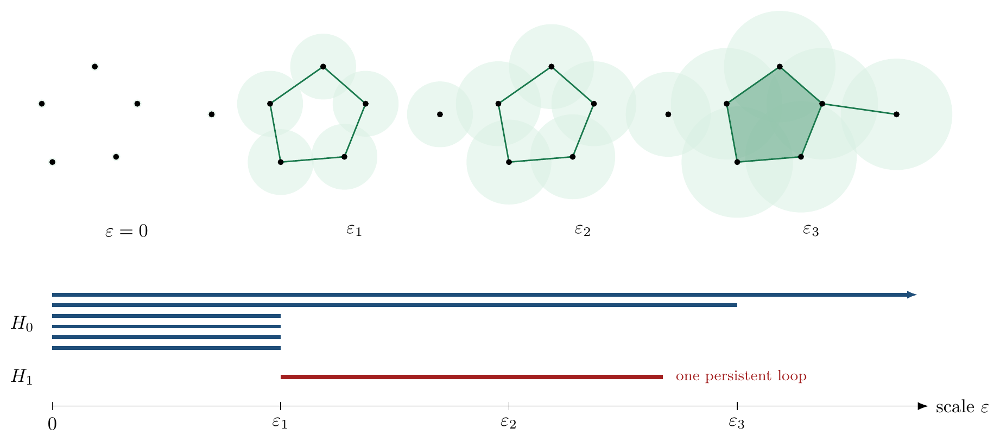 ε = 0
ε₁
ε₂
ε₃
H₀
H₁
one persistent loop
scale ε
0
ε₁
ε₂
ε₃